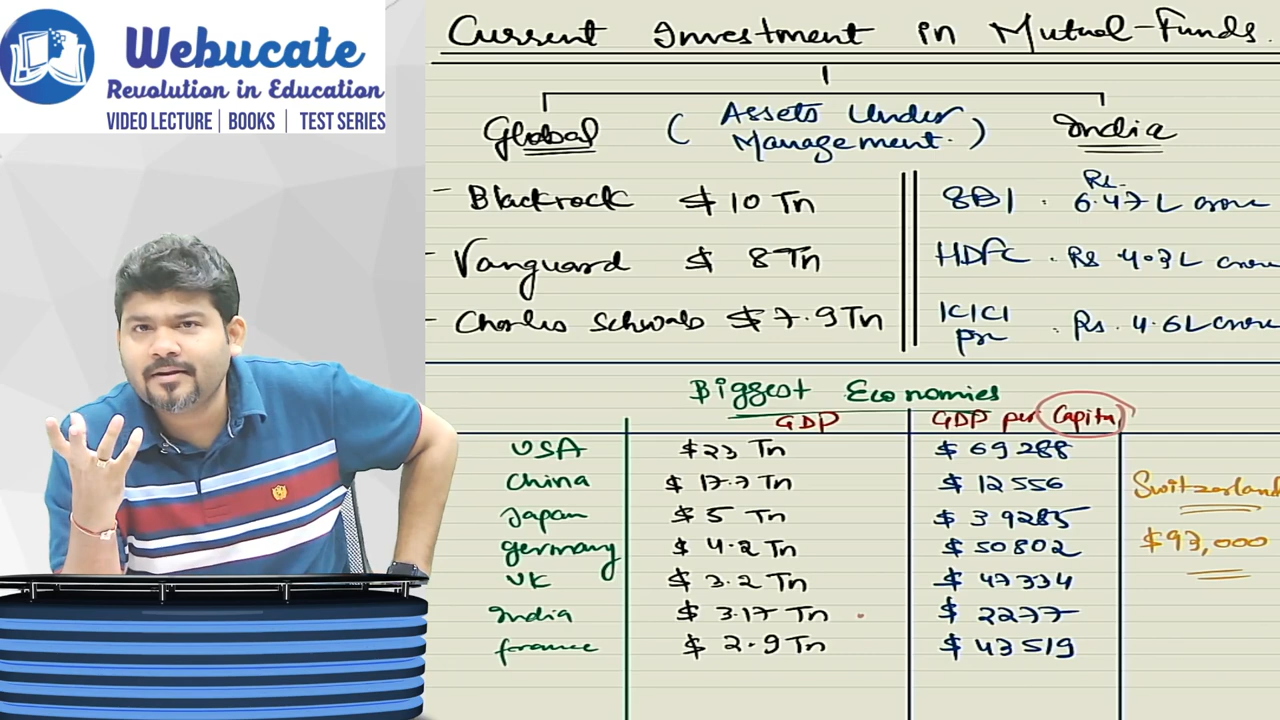 Webucate
Revolution in Education
VIDEO LECTURE | BOOKS | TEST SERIES
Current Investment in Mutual-Funds.
Global (Assets Under Management.) India
- Blackrock $ 10 Tn
- Vanguard $ 8 Tn
- Charles Schwab $ 7.9 Tn
SBI . Rs. 6.47 L crore
HDFC . Rs 4.3 L crore
ICICI pru . Rs. 4.6 L crore
Biggest Economies
GDP GDP per Capita
USA $23 Tn $ 69288
China $ 17.7 Tn $ 12556
Japan $ 5 Tn $ 39285
germany $ 4.2 Tn $ 50802
UK $ 3.2 Tn $ 47334
India $ 3.17 Tn $ 2277
france $ 2.9 Tn $ 43519
Switzerland
$93,000